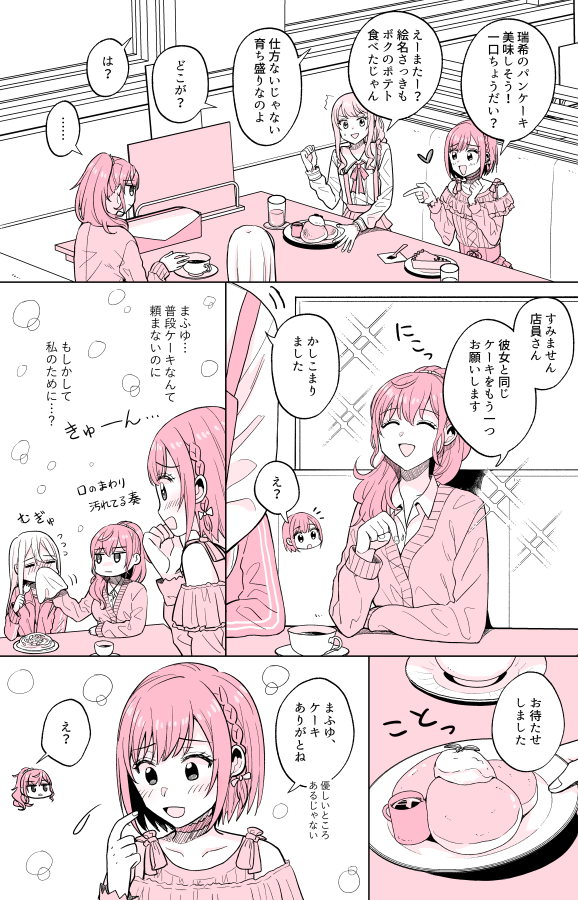 瑞希のパンケーキ
美味しそう！
一口ちょうだい？
えーまたー？
絵名さっきも
ボクのポテト
食べたじゃん
仕方ないじゃない
育ち盛りなのよ
どこが？
は？
……
すみません
店員さん
彼女と同じ
ケーキをもう一つ
お願いします
にこっ
かしこまり
ました
え？
まふゆ…
普段ケーキなんて
頼まないのに
もしかして
私のために…？
きゅーん…
口のまわり
汚れてる奏
むぎゅ
お待たせ
しました
ことっ
まふゆ、
ケーキ
ありがとね
優しいところ
あるじゃない
え？